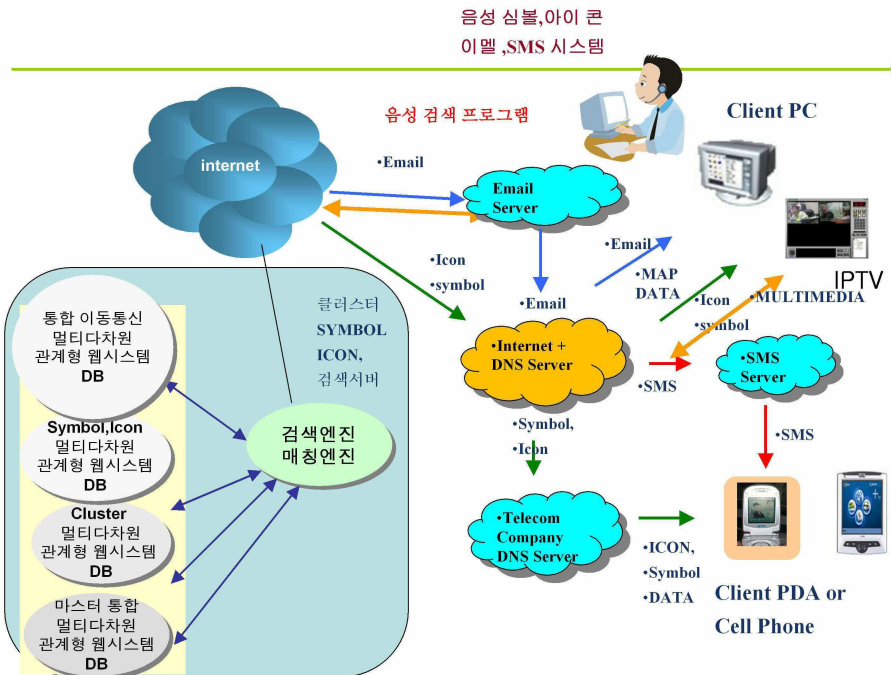 음성 심볼,아이 콘
이멜 ,SMS 시스템
음성 검색 프로그램
Client PC
internet
•Email
Email
Server
•Icon
•symbol
•Email
•Email
•MAP
DATA
•Icon
•symbol
•MULTIMEDIA
IPTV
클러스터
SYMBOL
ICON,
검색서버
통합 이동통신
멀티다차원
관계형 웹시스템
DB
•Internet +
DNS Server
•SMS
•SMS
Server
•Symbol,
•Icon
•SMS
검색엔진
매칭엔진
Symbol,Icon
멀티다차원
관계형 웹시스템
DB
Cluster
멀티다차원
관계형 웹시스템
DB
•Telecom
Company
DNS Server
•ICON,
•Symbol
•DATA
마스터 통합
멀티다차원
관계형 웹시스템
DB
Client PDA or
Cell Phone